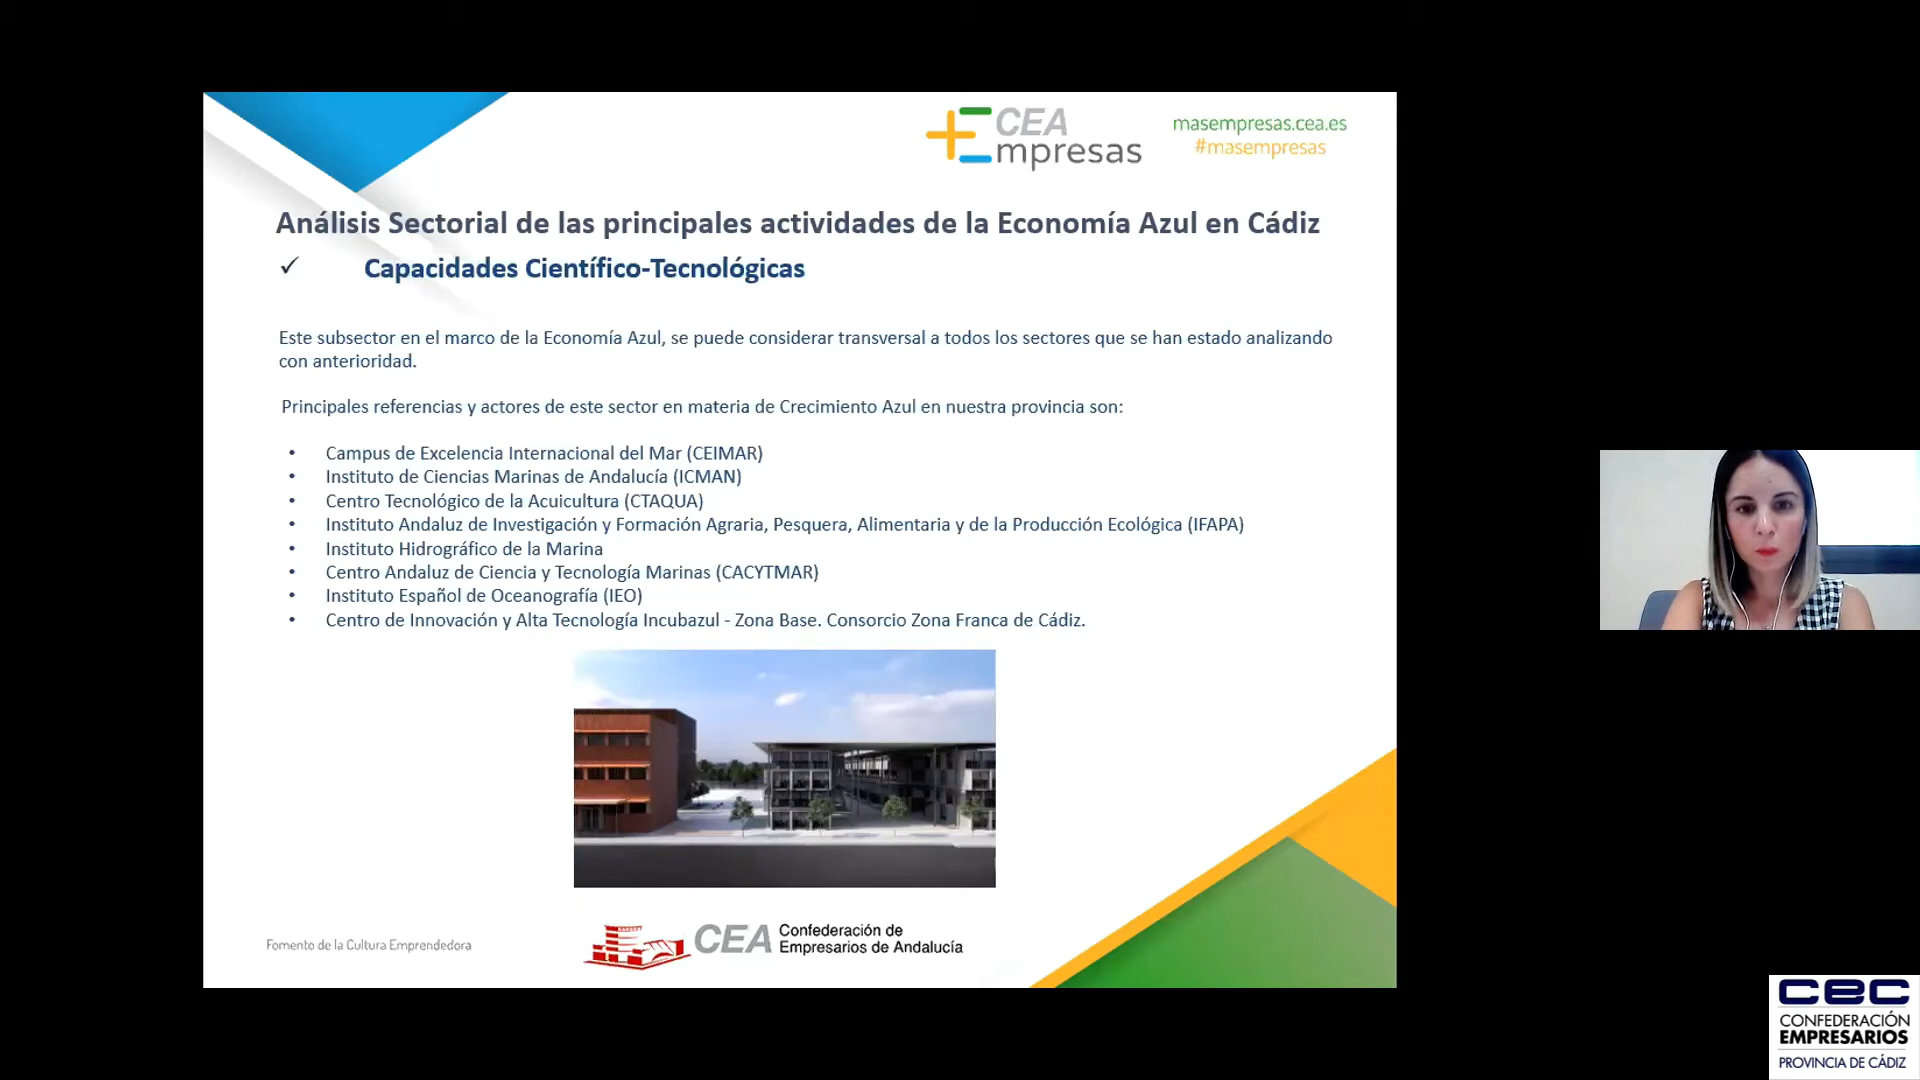 CEA
Empresas
masempresas.cea.es
#masempresas
Análisis Sectorial de las principales actividades de la Economía Azul en Cádiz
✓ Capacidades Científico-Tecnológicas
Este subsector en el marco de la Economía Azul, se puede considerar transversal a todos los sectores que se han estado analizando
con anterioridad.
Principales referencias y actores de este sector en materia de Crecimiento Azul en nuestra provincia son:
• Campus de Excelencia Internacional del Mar (CEIMAR)
• Instituto de Ciencias Marinas de Andalucía (ICMAN)
• Centro Tecnológico de la Acuicultura (CTAQUA)
• Instituto Andaluz de Investigación y Formación Agraria, Pesquera, Alimentaria y de la Producción Ecológica (IFAPA)
• Instituto Hidrográfico de la Marina
• Centro Andaluz de Ciencia y Tecnología Marinas (CACYTMAR)
• Instituto Español de Oceanografía (IEO)
• Centro de Innovación y Alta Tecnología Incubazul - Zona Base. Consorcio Zona Franca de Cádiz.
Fomento de la Cultura Emprendedora
CEA Confederación de
Empresarios de Andalucía
cec
CONFEDERACIÓN
EMPRESARIOS
PROVINCIA DE CÁDIZ